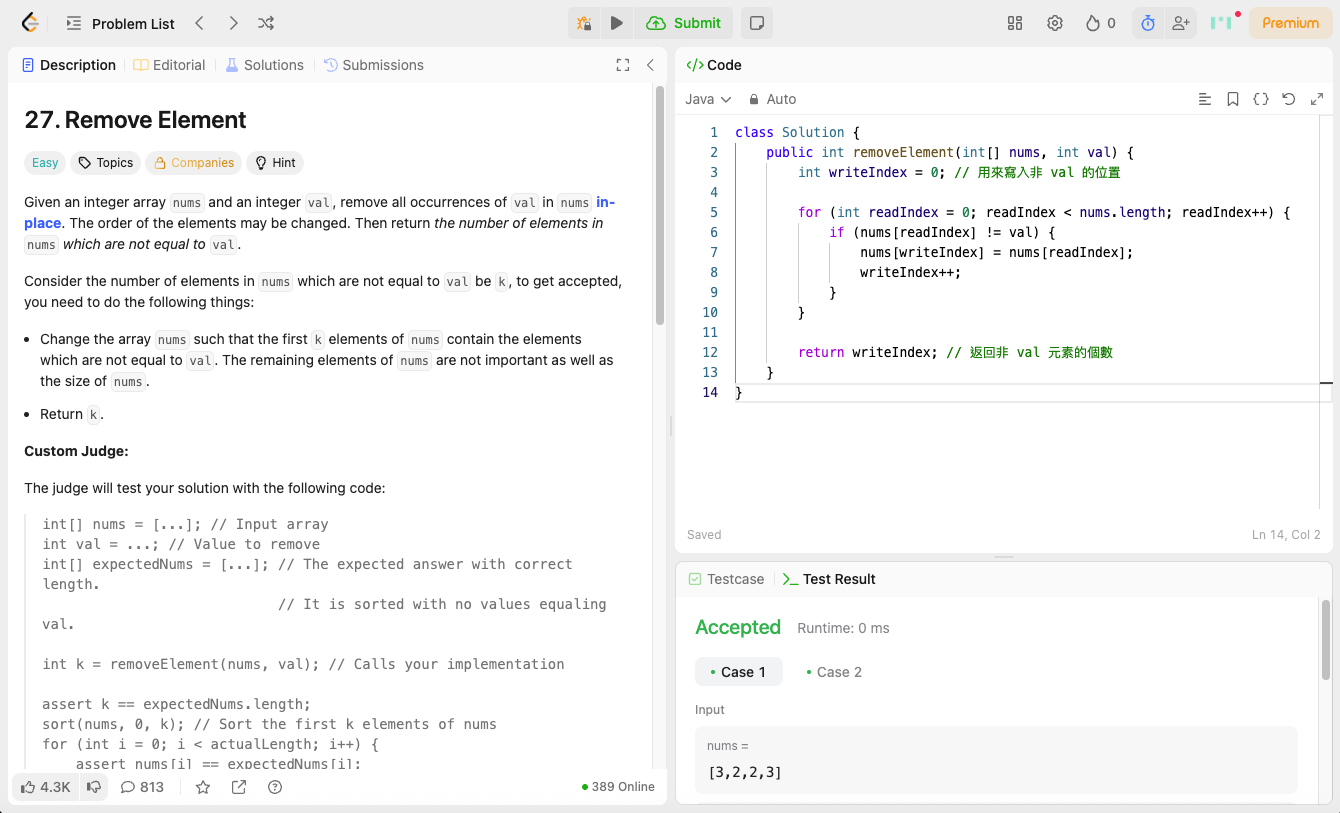 Problem List
Submit
0
Premium
Description
Editorial
Solutions
Submissions
27. Remove Element
Easy
Topics
Companies
Hint
Given an integer array nums and an integer val, remove all occurrences of val in nums in-
place. The order of the elements may be changed. Then return the number of elements in
nums which are not equal to val.
Consider the number of elements in nums which are not equal to val be k, to get accepted,
you need to do the following things:
• Change the array nums such that the first k elements of nums contain the elements
which are not equal to val. The remaining elements of nums are not important as well as
the size of nums.
• Return k.
Custom Judge:
The judge will test your solution with the following code:
int[] nums = [...]; // Input array
int val = ...; // Value to remove
int[] expectedNums = [...]; // The expected answer with correct
length.
// It is sorted with no values equaling
val.
int k = removeElement(nums, val); // Calls your implementation
assert k == expectedNums.length;
sort(nums, 0, k); // Sort the first k elements of nums
for (int i = 0; i < actualLength; i++) {
assert nums[i] == expectedNums[i];
4.3K
813
389 Online
Code
Java
Auto
1 class Solution {
2 public int removeElement(int[] nums, int val) {
3 int writeIndex = 0; // 用來寫入非 val 的位置
4
5 for (int readIndex = 0; readIndex < nums.length; readIndex++) {
6 if (nums[readIndex] != val) {
7 nums[writeIndex] = nums[readIndex];
8 writeIndex++;
9 }
10 }
11
12 return writeIndex; // 返回非 val 元素的個數
13 }
14 }
Saved
Ln 14, Col 2
Testcase
Test Result
Accepted
Runtime: 0 ms
Case 1
Case 2
Input
nums =
[3,2,2,3]